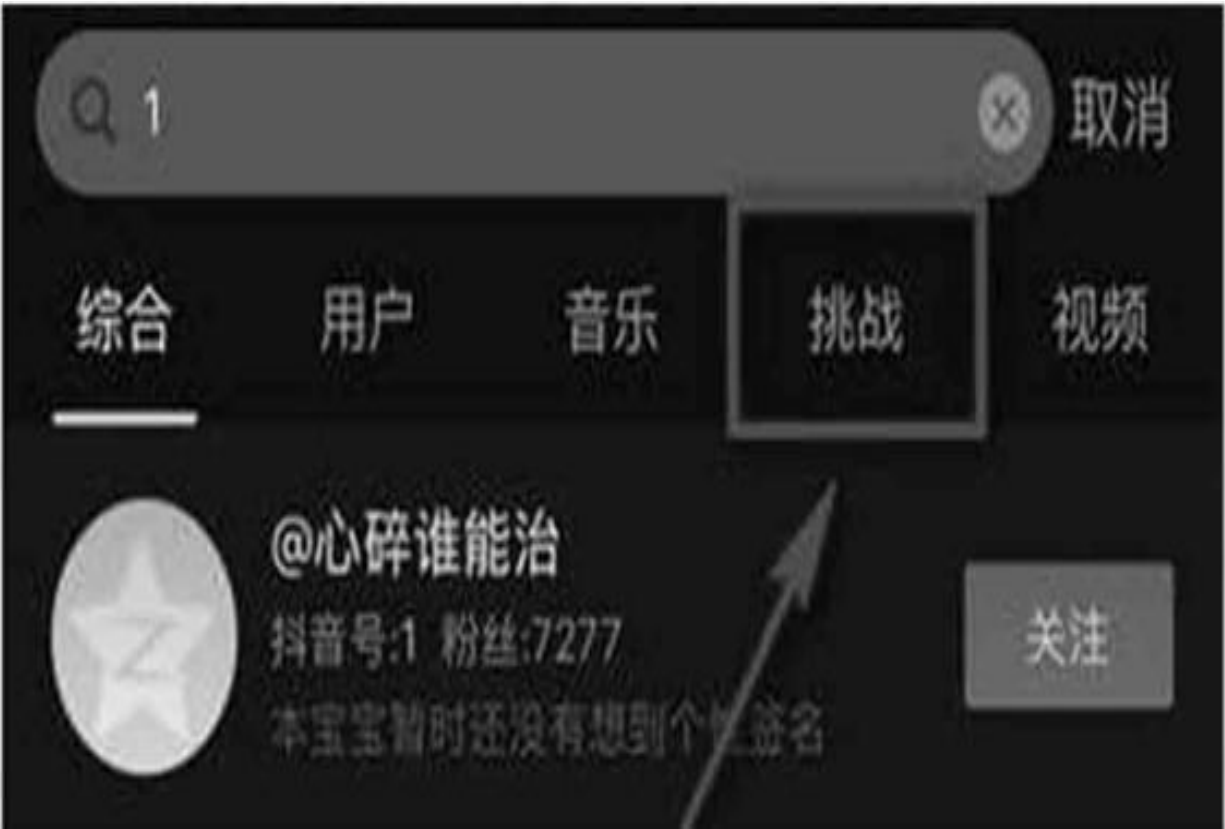 1 取消
综合 用户 音乐 挑战 视频
@心碎谁能治
抖音号:1 粉丝:7277
本宝宝暂时还没有想到个性签名
关注